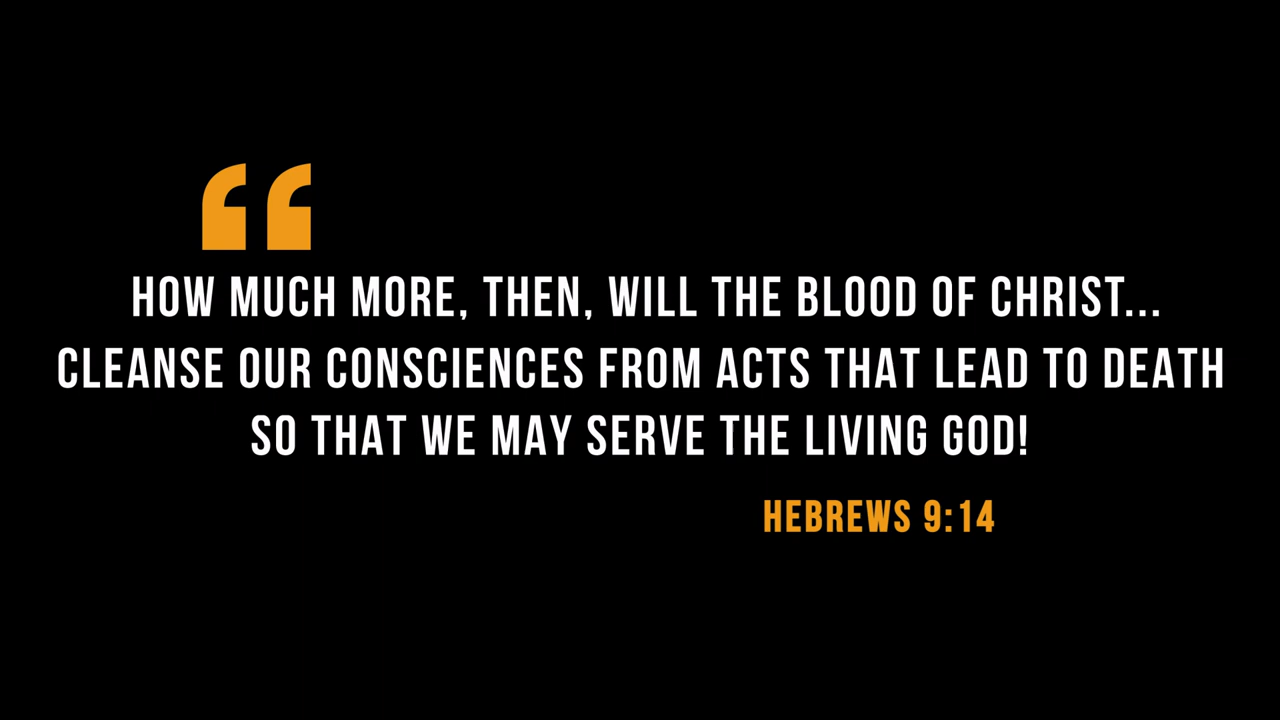 “
HOW MUCH MORE, THEN, WILL THE BLOOD OF CHRIST...
CLEANSE OUR CONSCIENCES FROM ACTS THAT LEAD TO DEATH
SO THAT WE MAY SERVE THE LIVING GOD!
HEBREWS 9:14